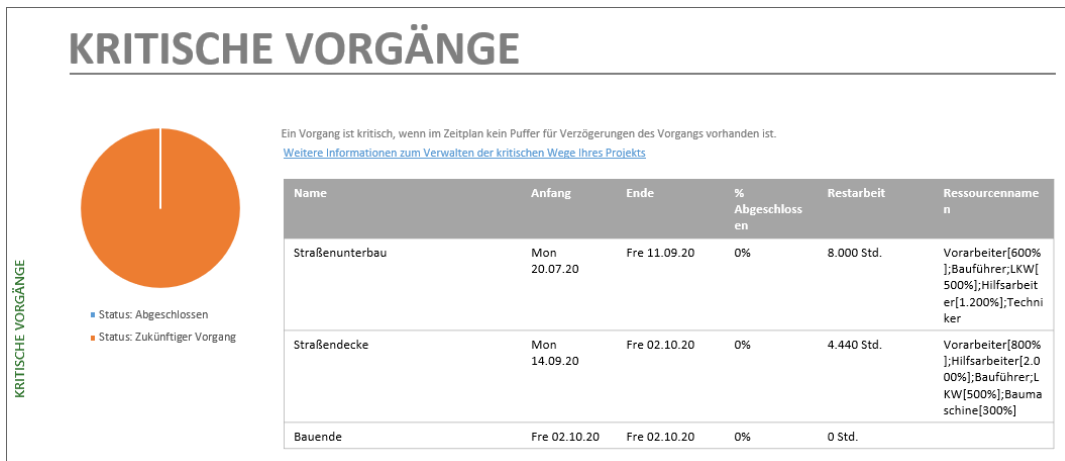 KRITISCHE VORGÄNGE
Ein Vorgang ist kritisch, wenn im Zeitplan kein Puffer für Verzögerungen des Vorgangs vorhanden ist.
Weitere Informationen zum Verwalten der kritischen Wege Ihres Projekts
Name Anfang Ende % Restarbeit Ressourcenname
Abgeschloss n
en
Straßenunterbau Mon Fre 11.09.20 0% 8.000 Std. Vorarbeiter[600%
20.07.20 ];Bauführer;LKW[
500%];Hilfsarbeit
er[1.200%];Techni
ker
Straßendecke Mon Fre 02.10.20 0% 4.440 Std. Vorarbeiter[800%
14.09.20 ];Hilfsarbeiter[2.0
00%];Bauführer;L
KW[500%];Bauma
schine[300%]
Bauende Fre 02.10.20 Fre 02.10.20 0% 0 Std.
Status: Abgeschlossen
Status: Zukünftiger Vorgang
KRITISCHE VORGÄNGE